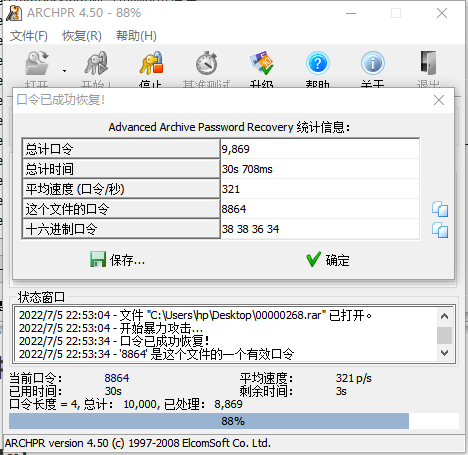 ARCHPR 4.50 - 88%
文件(F) 恢复(R) 帮助(H)
打开 开始! 停止 基准测试 升级 帮助 关于 退出
口令已成功恢复!
Advanced Archive Password Recovery 统计信息:
总计口令 9,869
总计时间 30s 708ms
平均速度 (口令/秒) 321
这个文件的口令 8864
十六进制口令 38 38 36 34
保存... 确定
状态窗口
2022/7/5 22:53:04 - 文件 "C:\Users\hp\Desktop\00000268.rar" 已打开。
2022/7/5 22:53:04 - 开始暴力攻击...
2022/7/5 22:53:34 - 口令已成功恢复!
2022/7/5 22:53:34 - '8864' 是这个文件的一个有效口令
当前口令: 8864 平均速度: 321 p/s
已用时间: 30s 剩余时间: 3s
口令长度 = 4, 总计: 10,000, 已处理: 8,869
88%
ARCHPR version 4.50 (c) 1997-2008 ElcomSoft Co. Ltd.